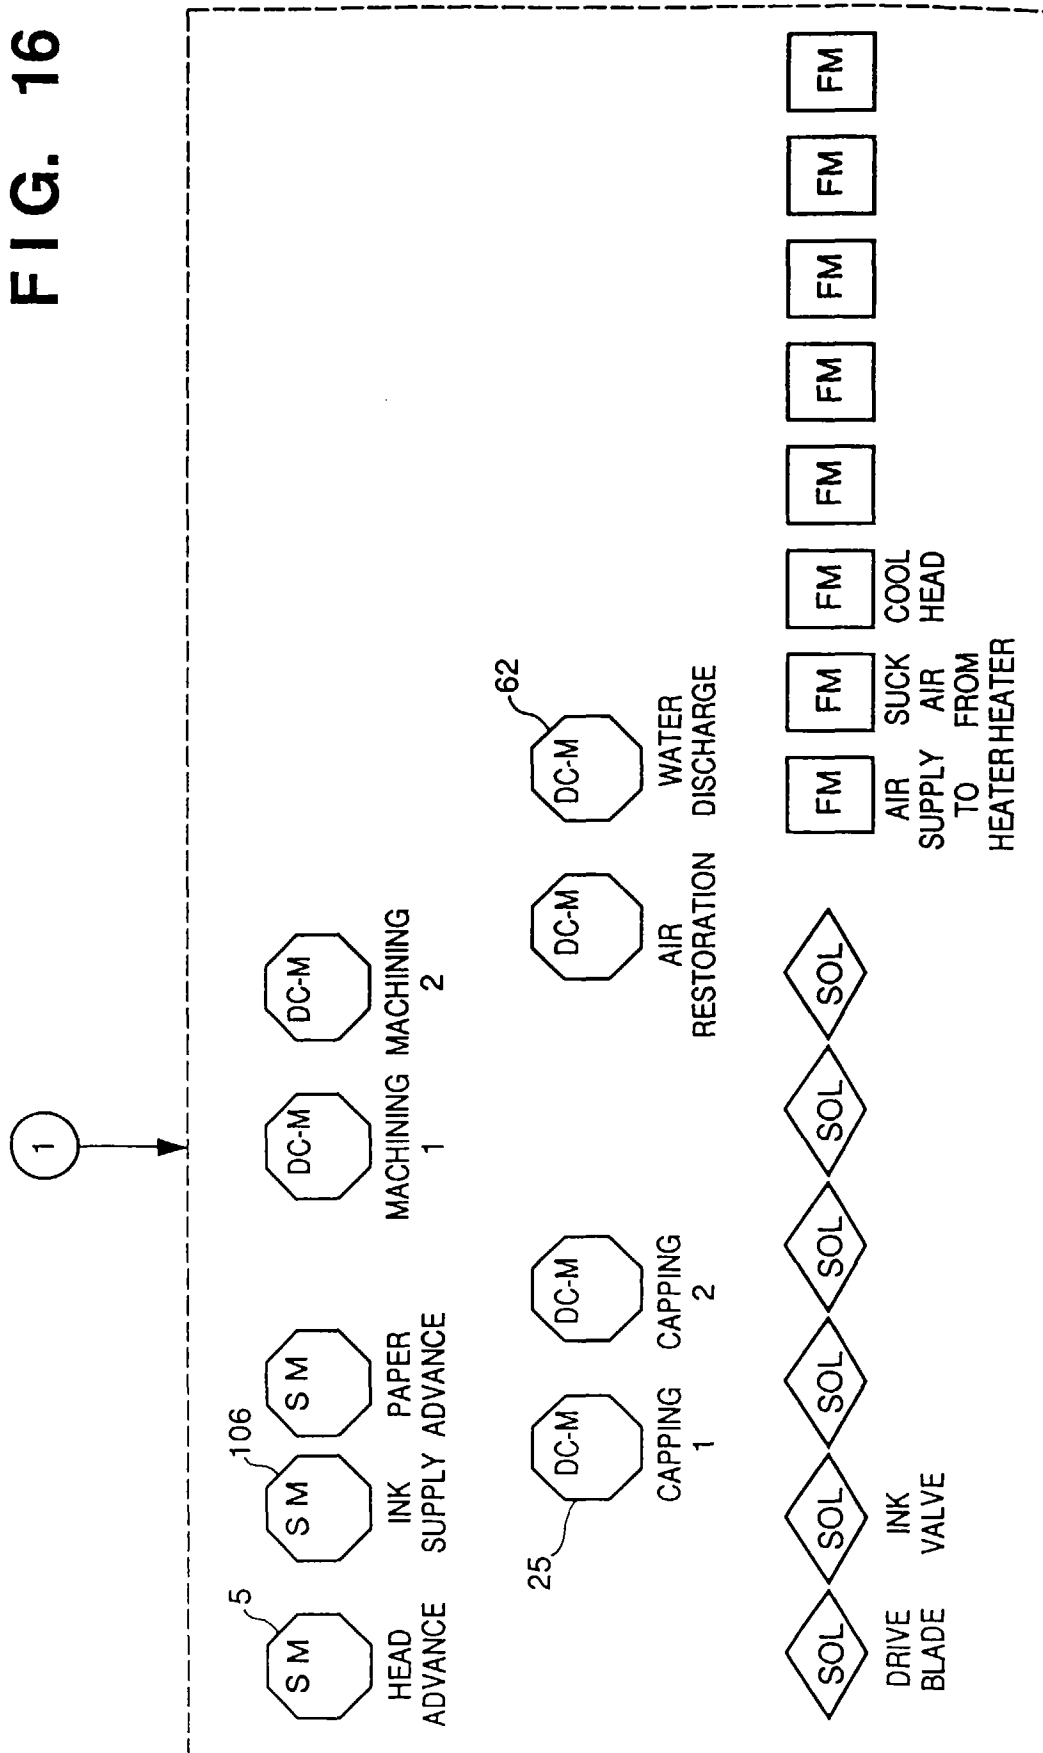 FIG. 16
1
5
S M
HEAD
ADVANCE
106
S M
INK
SUPPLY
S M
PAPER
ADVANCE
DC-M
MACHINING
1
DC-M
MACHINING
2
25
DC-M
CAPPING
1
DC-M
CAPPING
2
DC-M
AIR
RESTORATION
62
DC-M
WATER
DISCHARGE
SOL
DRIVE
BLADE
SOL
INK
VALVE
SOL
SOL
SOL
SOL
FM
AIR
SUPPLY
TO
HEATER
FM
SUCK
AIR
FROM
HEATER
FM
COOL
HEAD
FM
FM
FM
FM
FM